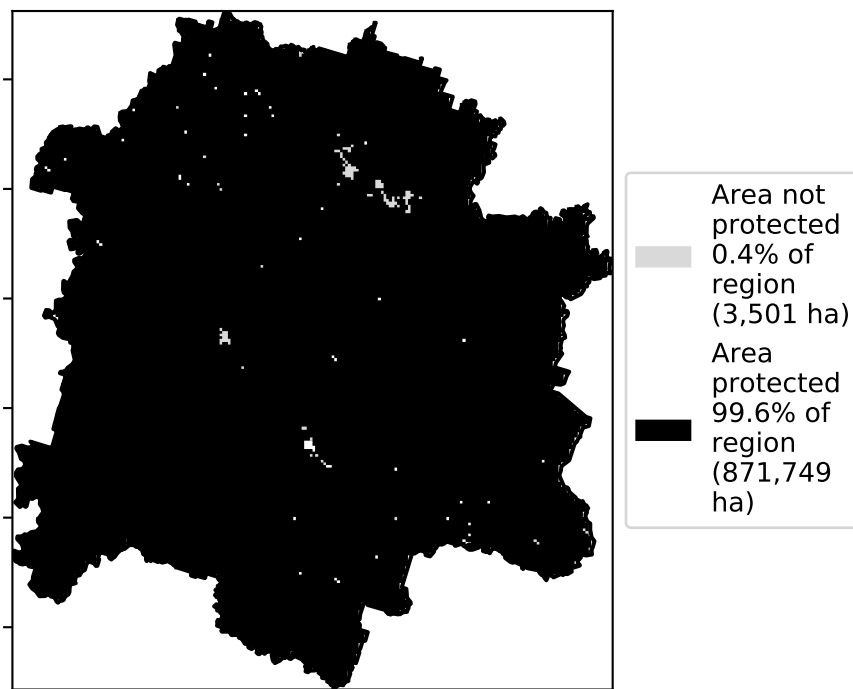 Area not
protected
0.4% of
region
(3,501 ha)
Area
protected
99.6% of
region
(871,749
ha)